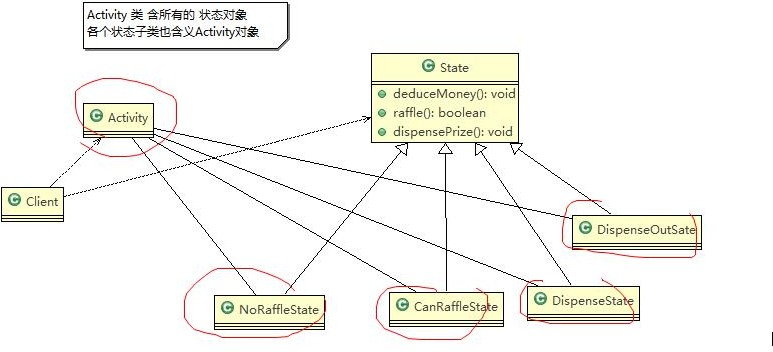 Activity 类 含所有的 状态对象
各个状态子类也含义Activity对象
C State
deduceMoney(): void
raffle(): boolean
dispensePrize(): void
C Activity
C Client
C DispenseOutSate
C NoRaffleState
C CanRaffleState
C DispenseState